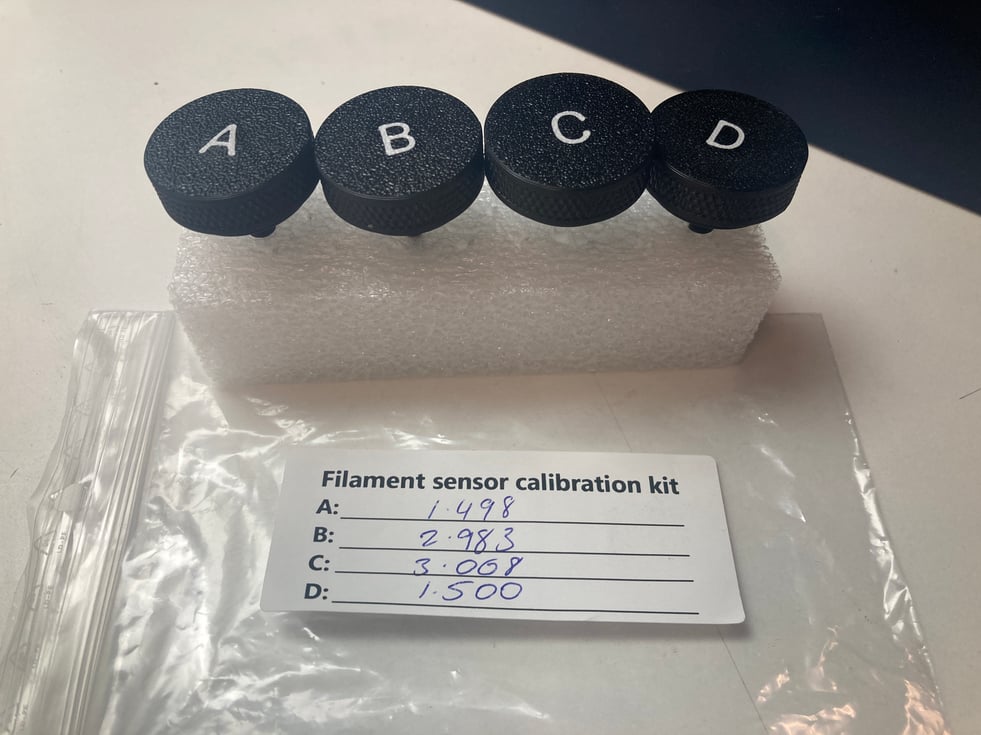 A B C D
Filament sensor calibration kit
A: 1.498
B: 2.983
C: 3.008
D: 1.500